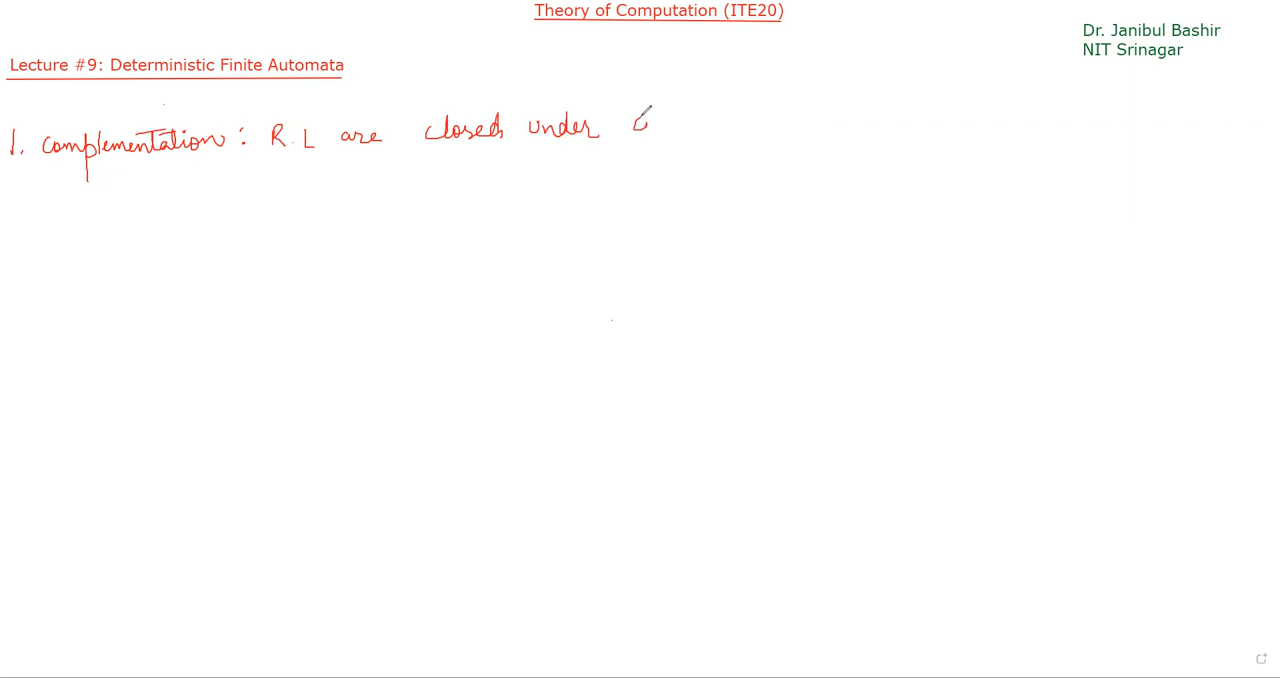 Theory of Computation (ITE20)
Dr. Janibul Bashir
NIT Srinagar
Lecture #9: Deterministic Finite Automata
1. Complementation : R.L are closed under